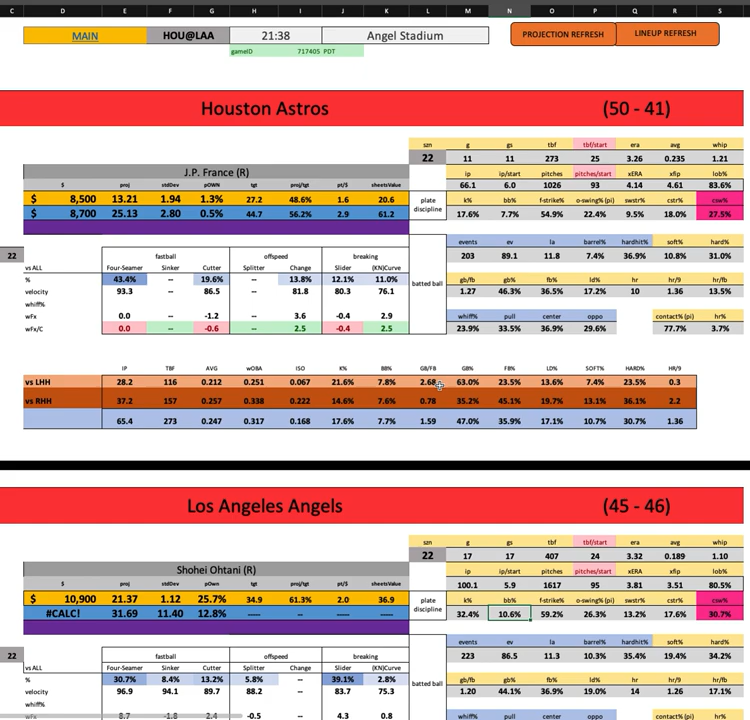 C D E F G H I J K L M N O P Q R S
MAIN HOU@LAA 21:38 Angel Stadium PROJECTION REFRESH LINEUP REFRESH
gameID 717405 PDT
Houston Astros (50 - 41)
szn g gs tbf tbf/start era avg whip
22 11 11 273 25 3.26 0.235 1.21
J.P. France (R) ip ip/start pitches pitches/start xERA xfip lob%
$ proj stdDev pOWN tgt proj/tgt pt/$ sheetsValue 66.1 6.0 1026 93 4.14 4.61 83.6%
$ 8,500 13.21 1.94 1.3% 27.2 48.6% 1.6 20.6 plate discipline k% bb% f-strike% o-swing% (pi) swstr% cstr% csw%
$ 8,700 25.13 2.80 0.5% 44.7 56.2% 2.9 61.2 17.6% 7.7% 54.9% 22.4% 9.5% 18.0% 27.5%
events ev la barrel% hardhit% soft% hard%
22 fastball offspeed breaking batted ball 203 89.1 11.8 7.4% 36.9% 10.8% 31.0%
vs ALL Four-Seamer Sinker Cutter Splitter Change Slider (KN)Curve
% 43.4% -- 19.6% -- 13.8% 12.1% 11.0% gb/fb gb% fb% ld% hr hr/9 hr/fb
velocity 93.3 -- 86.5 -- 81.8 80.3 76.1 1.27 46.3% 36.5% 17.2% 10 1.36 13.5%
whiff%
wFx 0.0 -1.2 3.6 -0.4 2.9 whiff% pull center oppo contact% (pi) hr%
wFx/C 0.0 -- -0.6 -- 2.5 -0.4 2.5 23.9% 33.5% 36.9% 29.6% 77.7% 3.7%
IP TBF AVG wOBA ISO K% BB% GB/FB GB% FB% LD% SOFT% HARD% HR/9
vs LHH 28.2 116 0.212 0.251 0.067 21.6% 7.8% 2.68 63.0% 23.5% 13.6% 7.4% 23.5% 0.3
vs RHH 37.2 157 0.257 0.338 0.222 14.6% 7.6% 0.78 35.2% 45.1% 19.7% 13.1% 36.1% 2.2
65.4 273 0.247 0.317 0.168 17.6% 7.7% 1.59 47.0% 35.9% 17.1% 10.7% 30.7% 1.36
Los Angeles Angels (45 - 46)
szn g gs tbf tbf/start era avg whip
22 17 17 407 24 3.32 0.189 1.10
Shohei Ohtani (R) ip ip/start pitches pitches/start xERA xfip lob%
$ proj stdDev pOwn tgt proj/tgt pt/$ sheetsValue 100.1 5.9 1617 95 3.81 3.51 80.5%
$ 10,900 21.37 1.12 25.7% 34.9 61.3% 2.0 36.9 plate discipline k% bb% f-strike% o-swing% (pi) swstr% cstr% csw%
#CALC! 31.69 11.40 12.8% ---- ---- -- ---- 32.4% 10.6% 59.2% 26.3% 13.2% 17.6% 30.7%
events ev la barrel% hardhit% soft% hard%
22 fastball offspeed breaking batted ball 223 86.5 11.3 10.3% 35.4% 19.4% 34.2%
vs ALL Four-Seamer Sinker Cutter Splitter Change Slider (KN)Curve
% 30.7% 8.4% 13.2% 5.8% -- 39.1% 2.8% gb/fb gb% fb% ld% hr hr/9 hr/fb
velocity 96.9 94.1 89.7 88.2 -- 83.7 75.3 1.20 44.1% 36.9% 19.0% 14 1.26 17.1%
whiff%
wFx 8.7 -1.8 2.4 -0.5 4.3 0.8 whiff% pull center oppo contact% (pi) hr%